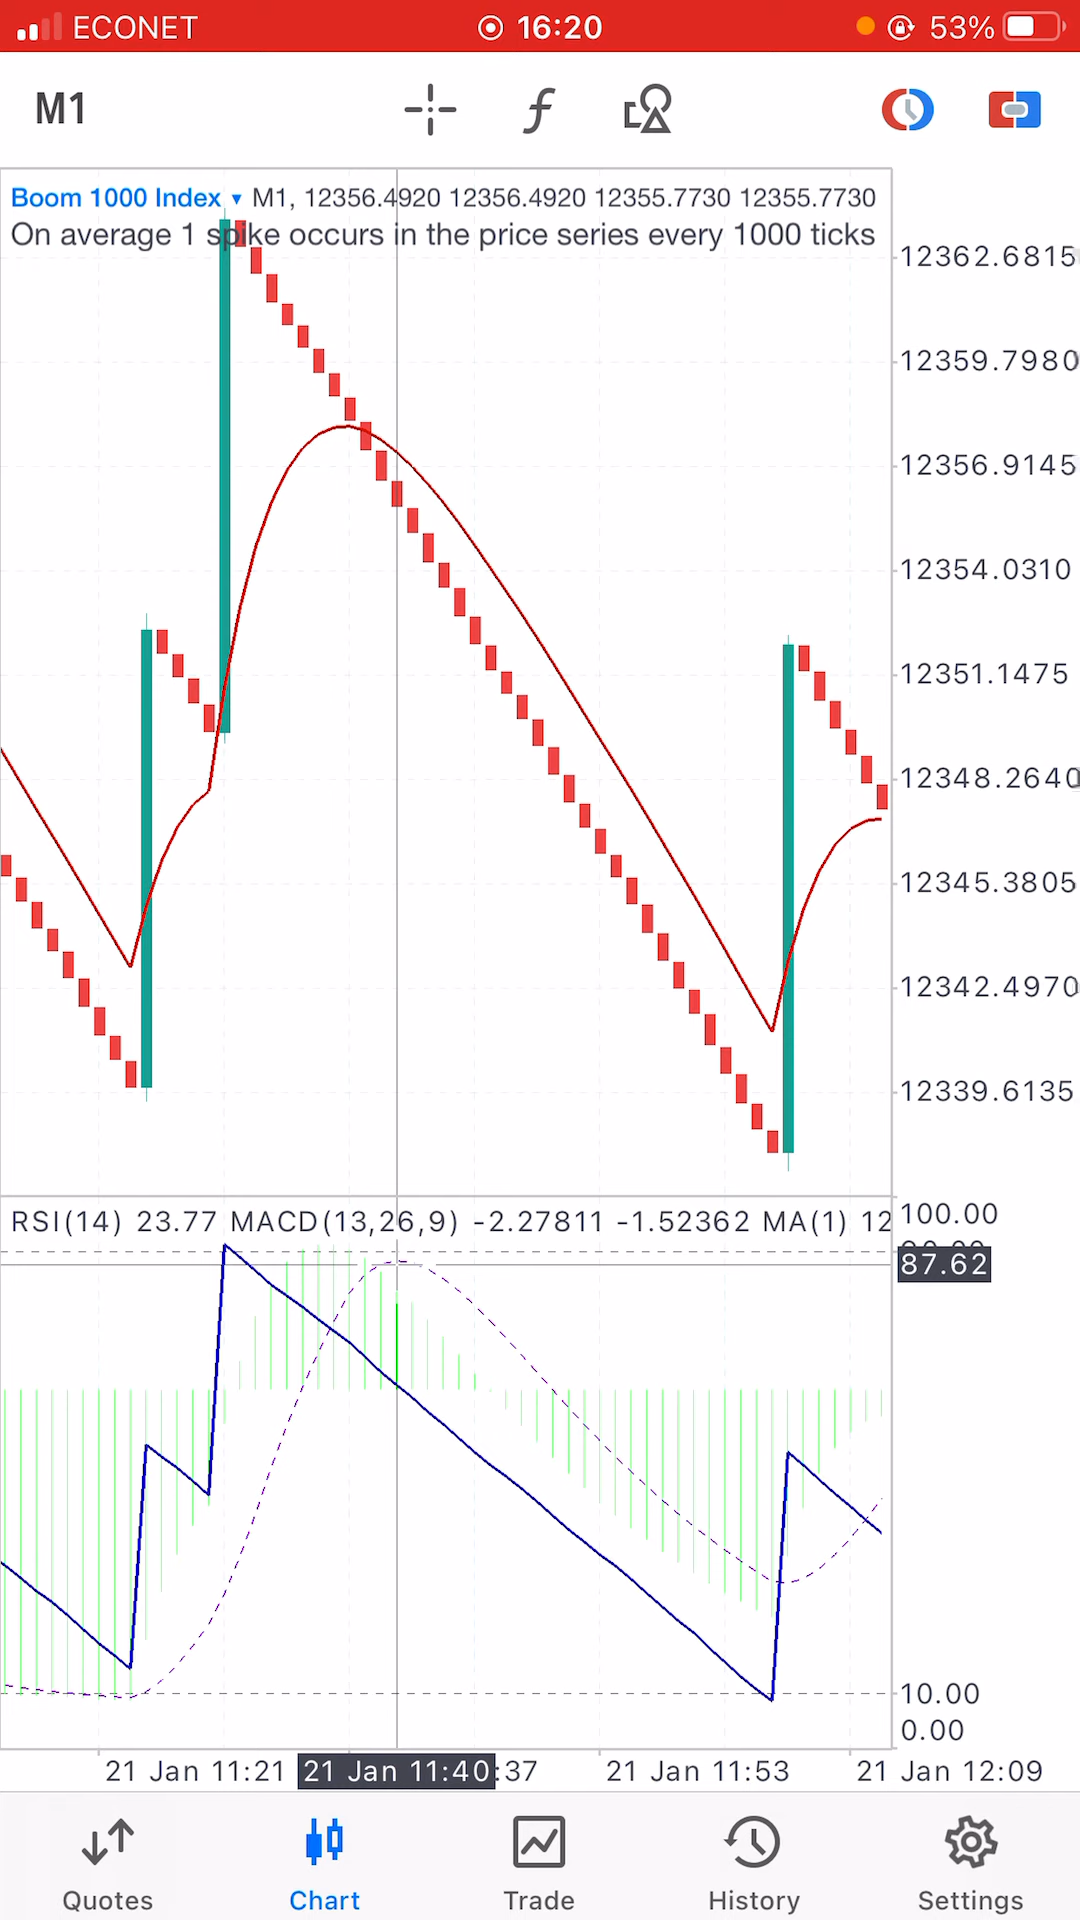 ECONET 16:20 53%
M1 f
Boom 1000 Index ▾ M1, 12356.4920 12356.4920 12355.7730 12355.7730
On average 1 spike occurs in the price series every 1000 ticks
12362.6815
12359.7980
12356.9145
12354.0310
12351.1475
12348.2640
12345.3805
12342.4970
12339.6135
RSI(14) 23.77 MACD(13,26,9) -2.27811 -1.52362 MA(1) 12
100.00
87.62
10.00
0.00
21 Jan 11:21 21 Jan 11:40 :37 21 Jan 11:53 21 Jan 12:09
Quotes Chart Trade History Settings